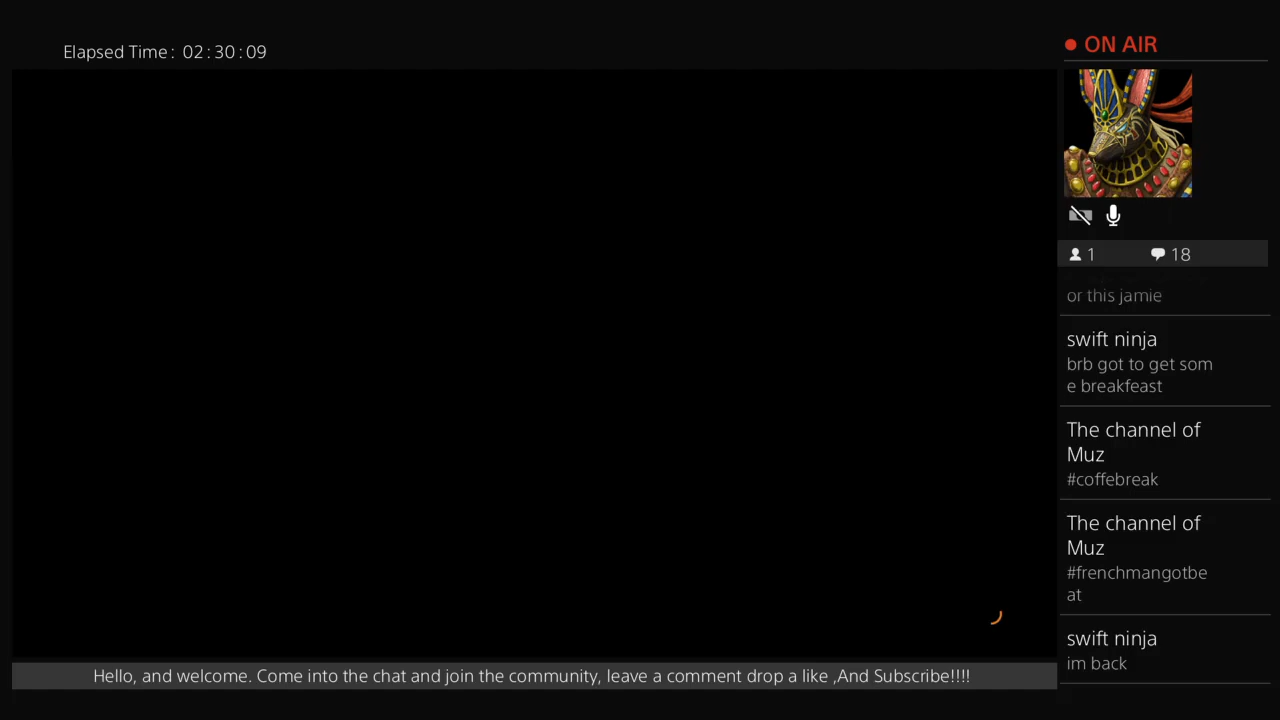 Elapsed Time: 02:30:09
ON AIR
1 18
or this jamie
swift ninja
brb got to get som
e breakfeast
The channel of
Muz
#coffebreak
The channel of
Muz
#frenchmangotbe
at
swift ninja
im back
Hello, and welcome. Come into the chat and join the community, leave a comment drop a like ,And Subscribe!!!!